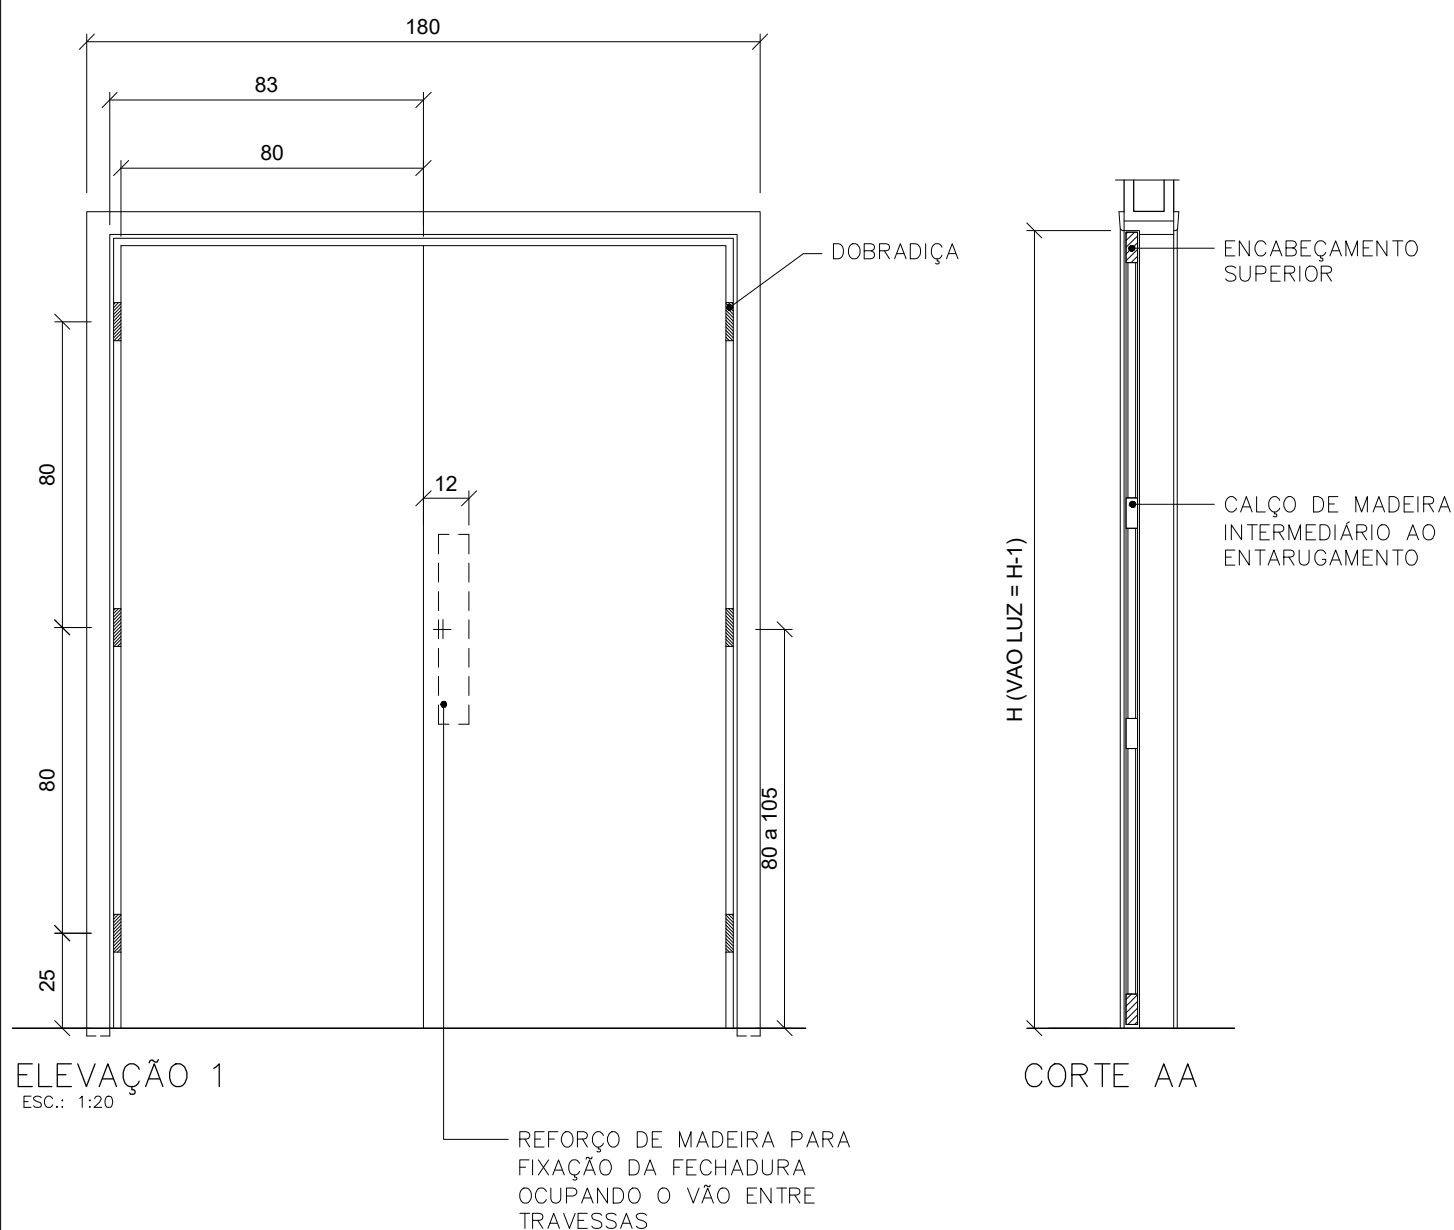 180
83
80
DOBRADIÇA
80
12
80
25
80 a 105
ELEVAÇÃO 1
ESC.: 1:20
REFORÇO DE MADEIRA PARA
FIXAÇÃO DA FECHADURA
OCUPANDO O VÃO ENTRE
TRAVESSAS
ENCABEÇAMENTO
SUPERIOR
CALÇO DE MADEIRA
INTERMEDIÁRIO AO
ENTARUGAMENTO
H (VAO LUZ = H-1)
CORTE AA